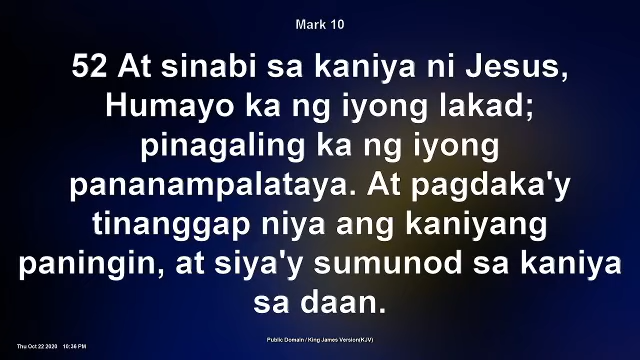 Mark 10
52 At sinabi sa kaniya ni Jesus,
Humayo ka ng iyong lakad;
pinagaling ka ng iyong
pananampalataya. At pagdaka'y
tinanggap niya ang kaniyang
paningin, at siya'y sumunod sa kaniya
sa daan.
Public Domain / King James Version(KJV)
Thu Oct 22 2020 10:36 PM